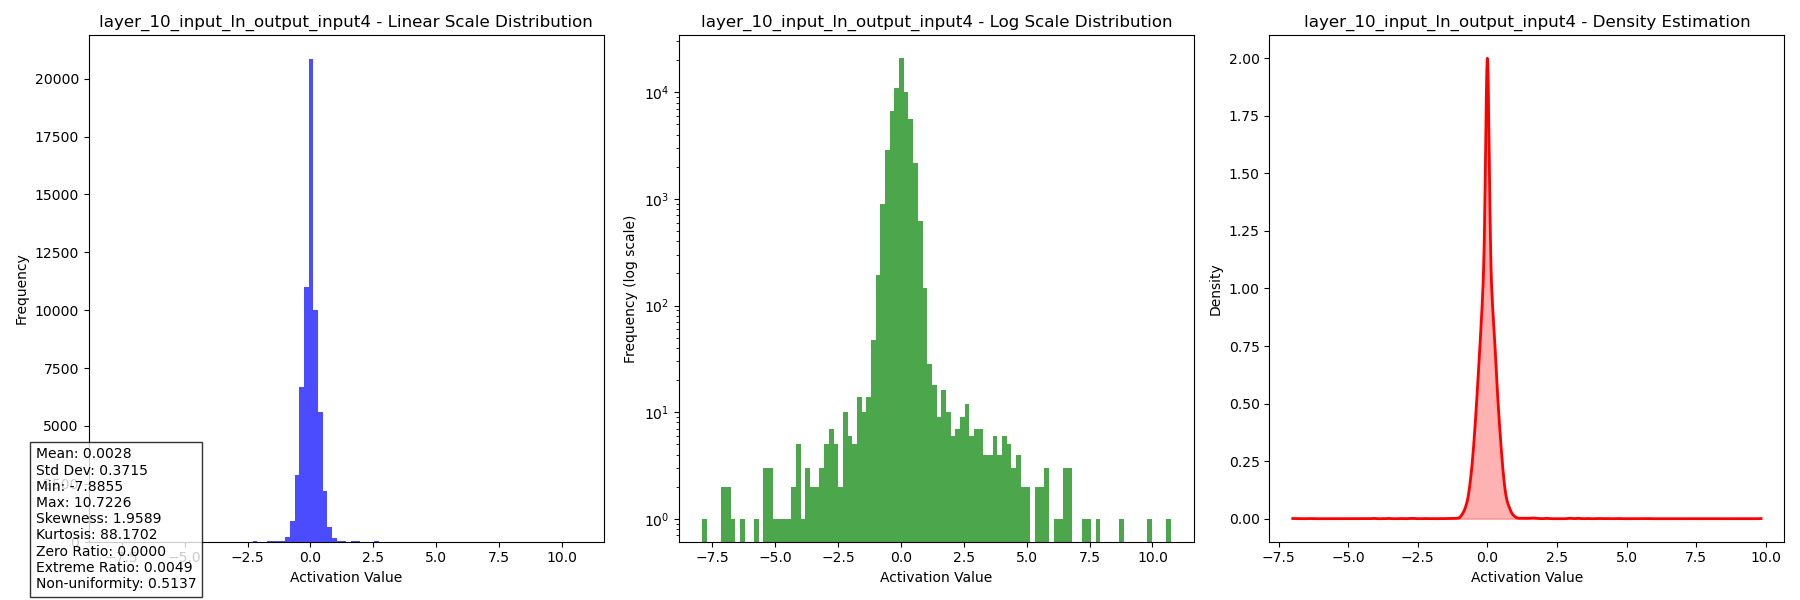 layer_10_input_ln_output_input4 - Linear Scale Distribution
20000
17500
15000
12500
10000
7500
5000
Frequency
−2.5
0.0
2.5
5.0
7.5
10.0
Activation Value
Mean: 0.0028
Std Dev: 0.3715
Min: -7.8855
Max: 10.7226
Skewness: 1.9589
Kurtosis: 88.1702
Zero Ratio: 0.0000
Extreme Ratio: 0.0049
Non-uniformity: 0.5137
layer_10_input_ln_output_input4 - Log Scale Distribution
10⁴
10³
10²
10¹
10⁰
Frequency (log scale)
−7.5
−5.0
−2.5
0.0
2.5
5.0
7.5
10.0
Activation Value
layer_10_input_ln_output_input4 - Density Estimation
2.00
1.75
1.50
1.25
1.00
0.75
0.50
0.25
0.00
Density
−7.5
−5.0
−2.5
0.0
2.5
5.0
7.5
10.0
Activation Value